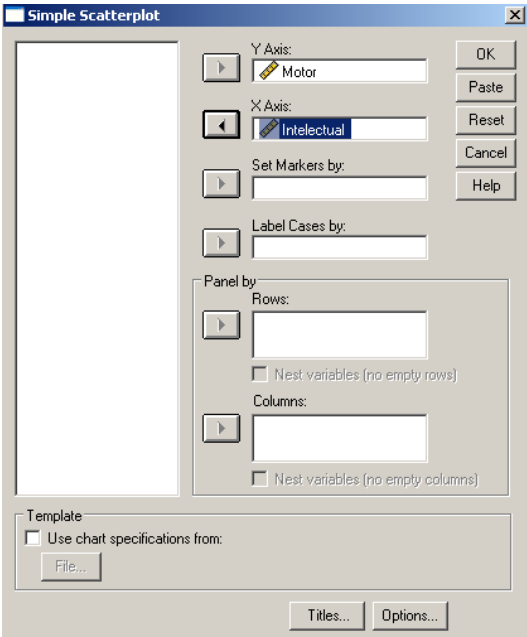 Simple Scatterplot
Y Axis:
Motor
X Axis:
Intelectual
Set Markers by:
Label Cases by:
Panel by
Rows:
Nest variables (no empty rows)
Columns:
Nest variables (no empty columns)
OK
Paste
Reset
Cancel
Help
Template
Use chart specifications from:
File...
Titles...
Options...